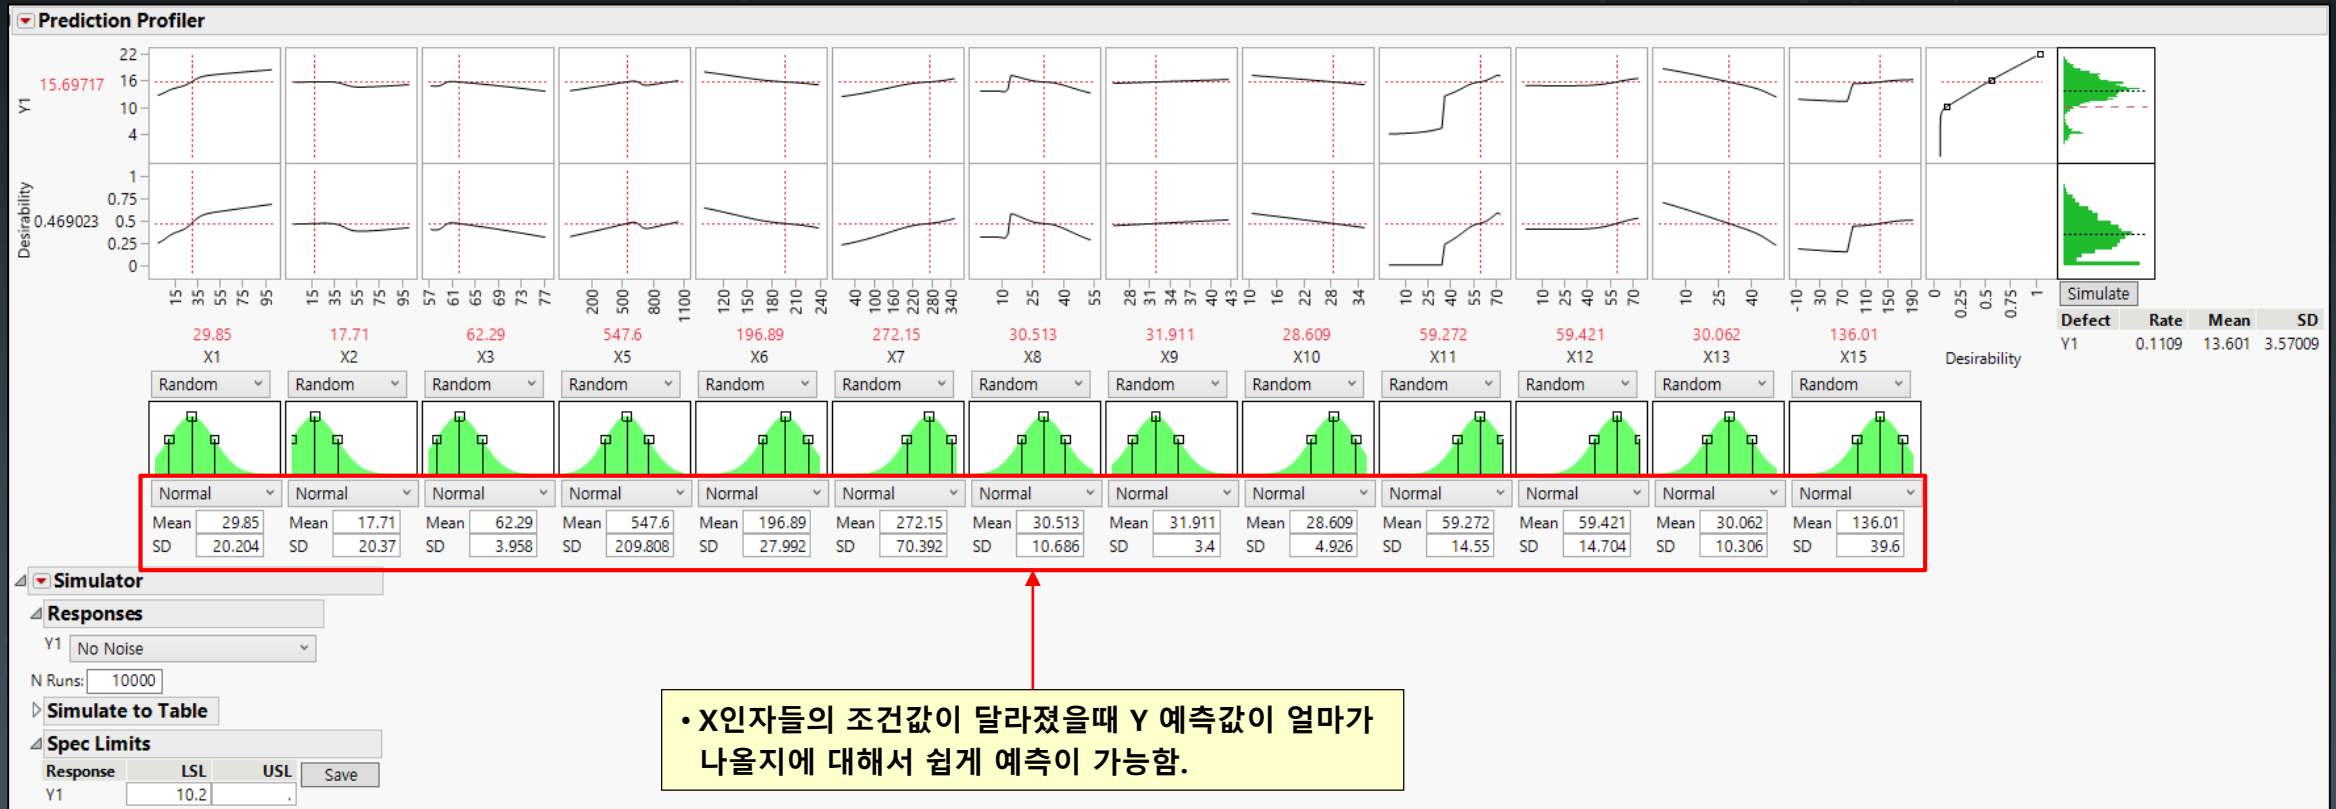 Prediction Profiler
Y1
15.69717
22
16
10
4
Desirability
0.469023
1
0.75
0.5
0.25
0
15 35 55 75 95
15 35 55 75 95
57 61 65 69 73 77
200 500 800 1100
120 150 180 210 240
40 100 160 220 280 340
10 25 40 55
28 31 34 37 40 43
10 16 22 28 34
10 25 40 55 70
10 25 40 55 70
10 25 40
-10 30 70 110 150 190
0 0.25 0.5 0.75 1
Simulate
29.85 17.71 62.29 547.6 196.89 272.15 30.513 31.911 28.609 59.272 59.421 30.062 136.01
X1 X2 X3 X5 X6 X7 X8 X9 X10 X11 X12 X13 X15 Desirability
Defect Rate Mean SD
Y1 0.1109 13.601 3.57009
Random Random Random Random Random Random Random Random Random Random Random Random Random
Normal Normal Normal Normal Normal Normal Normal Normal Normal Normal Normal Normal Normal
Mean 29.85 Mean 17.71 Mean 62.29 Mean 547.6 Mean 196.89 Mean 272.15 Mean 30.513 Mean 31.911 Mean 28.609 Mean 59.272 Mean 59.421 Mean 30.062 Mean 136.01
SD 20.204 SD 20.37 SD 3.958 SD 209.808 SD 27.992 SD 70.392 SD 10.686 SD 3.4 SD 4.926 SD 14.55 SD 14.704 SD 10.306 SD 39.6
Simulator
Responses
Y1 No Noise
N Runs: 10000
Simulate to Table
Spec Limits
Response LSL USL Save
Y1 10.2 .
• X인자들의 조건값이 달라졌을때 Y 예측값이 얼마가
나올지에 대해서 쉽게 예측이 가능함.